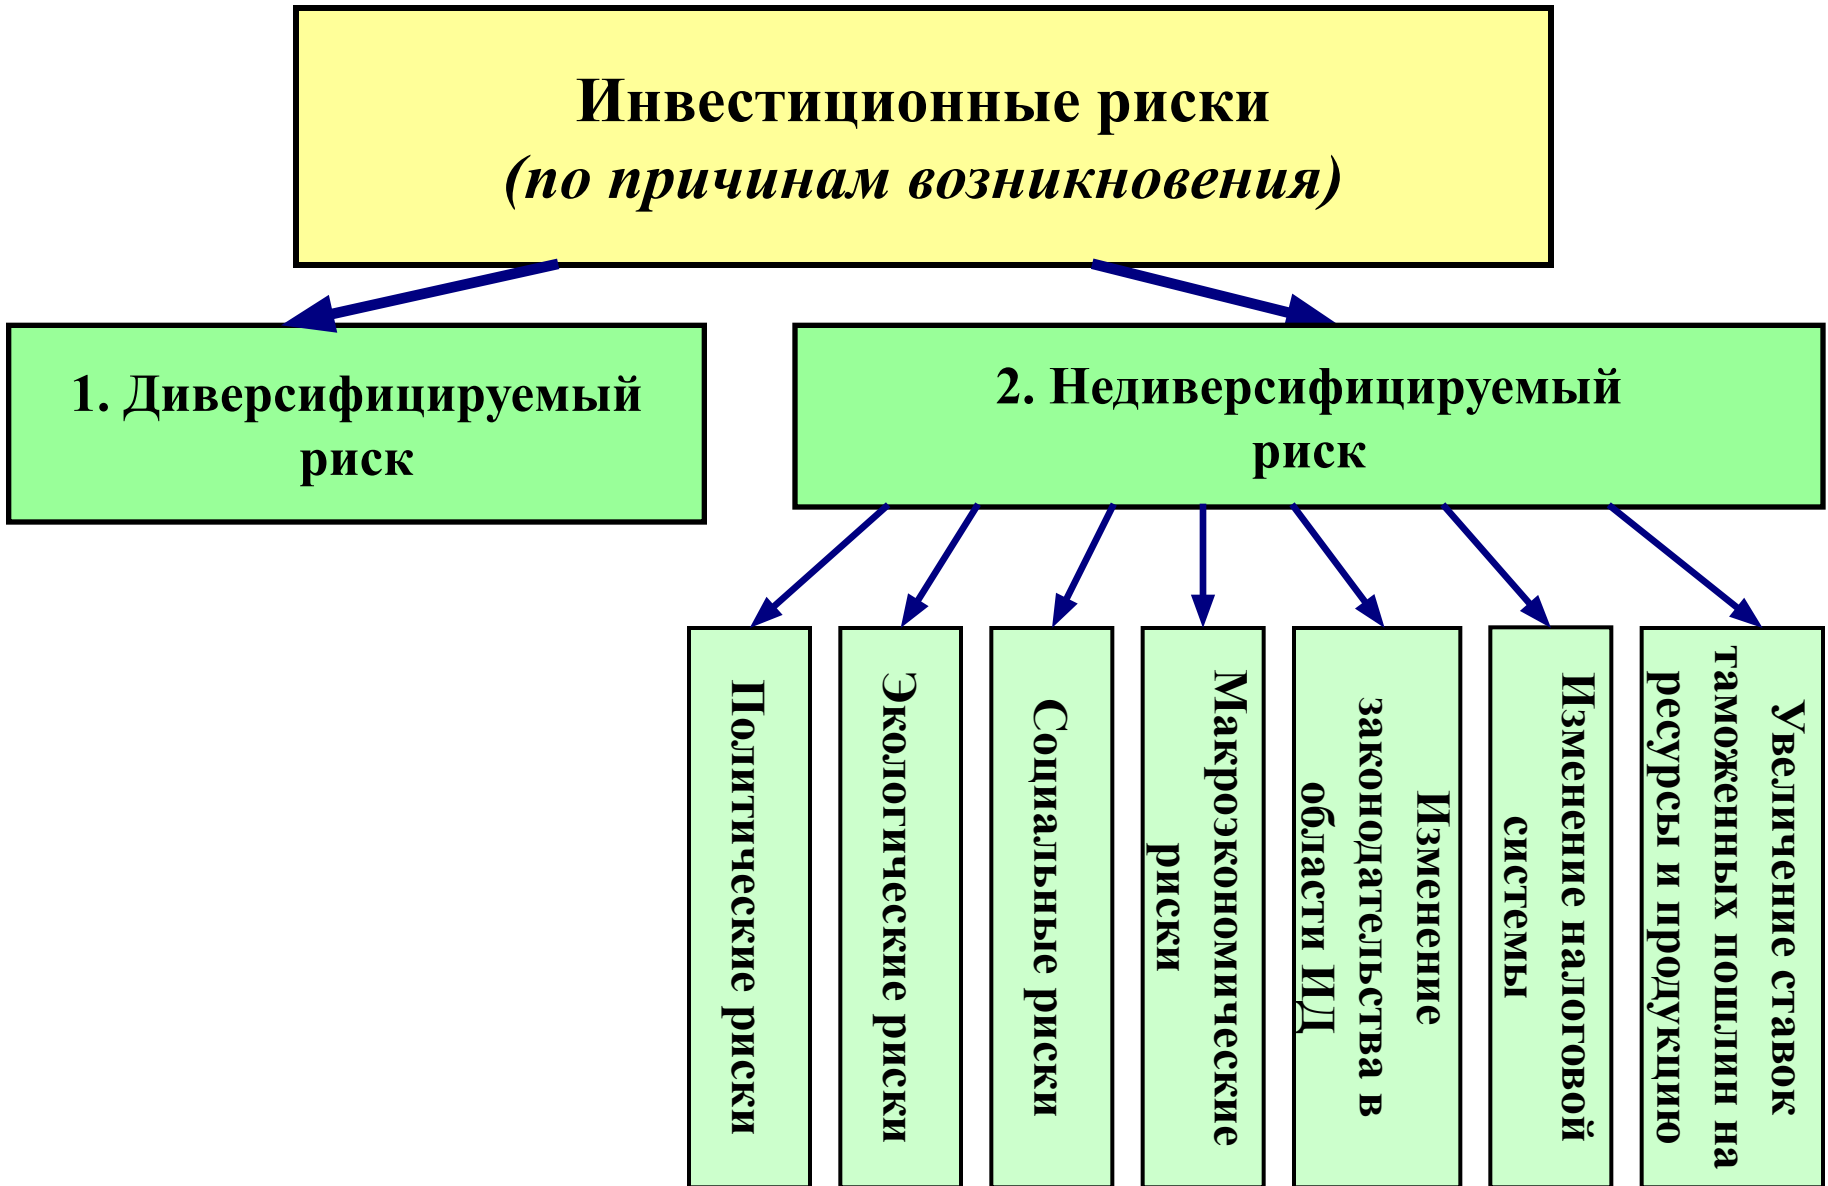 Инвестиционные риски
(по причинам возникновения)
1. Диверсифицируемый
риск
2. Недиверсифицируемый
риск
Политические риски
Экологические риски
Социальные риски
Макроэкономические
риски
Изменение
законодательства в
области ИД
Изменение налоговой
системы
Увеличение ставок
таможенных пошлин на
ресурсы и продукцию